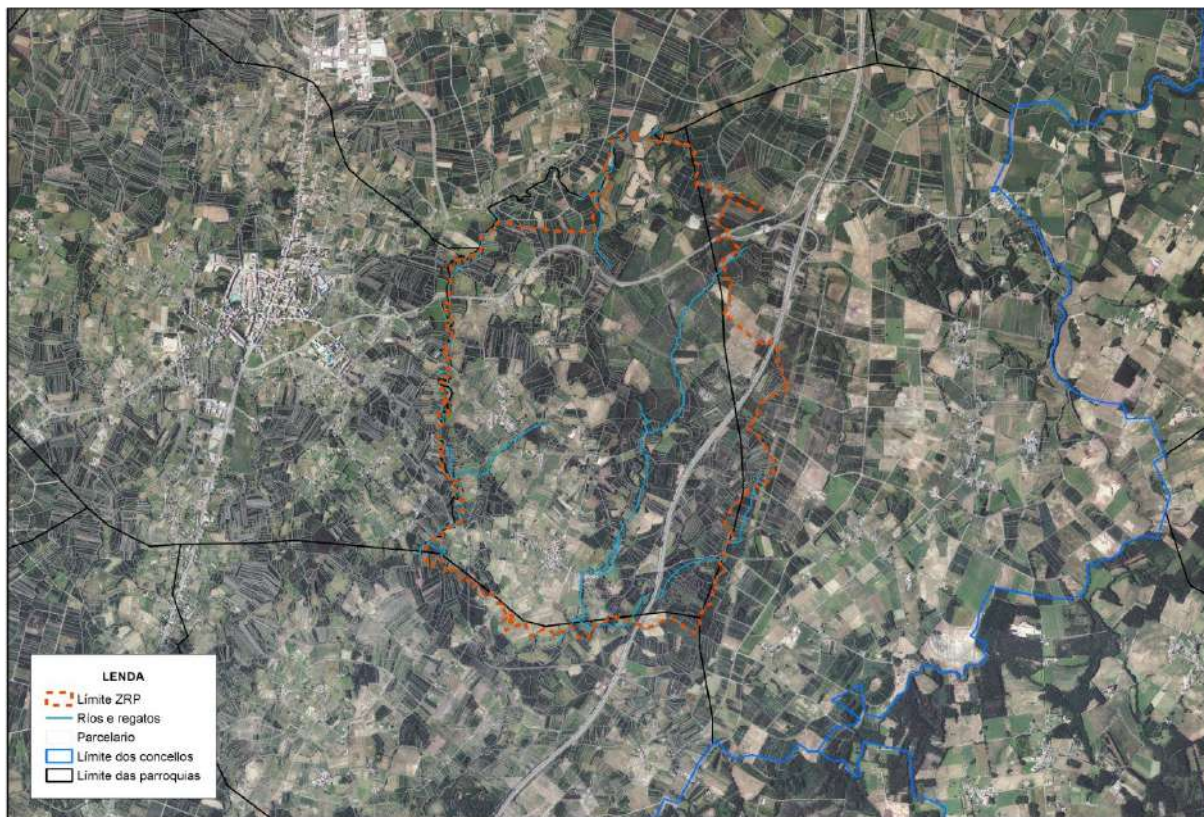 LENDA
Límite ZRP
Ríos e regatos
Parcelario
Límite dos concellos
Límite das parroquias